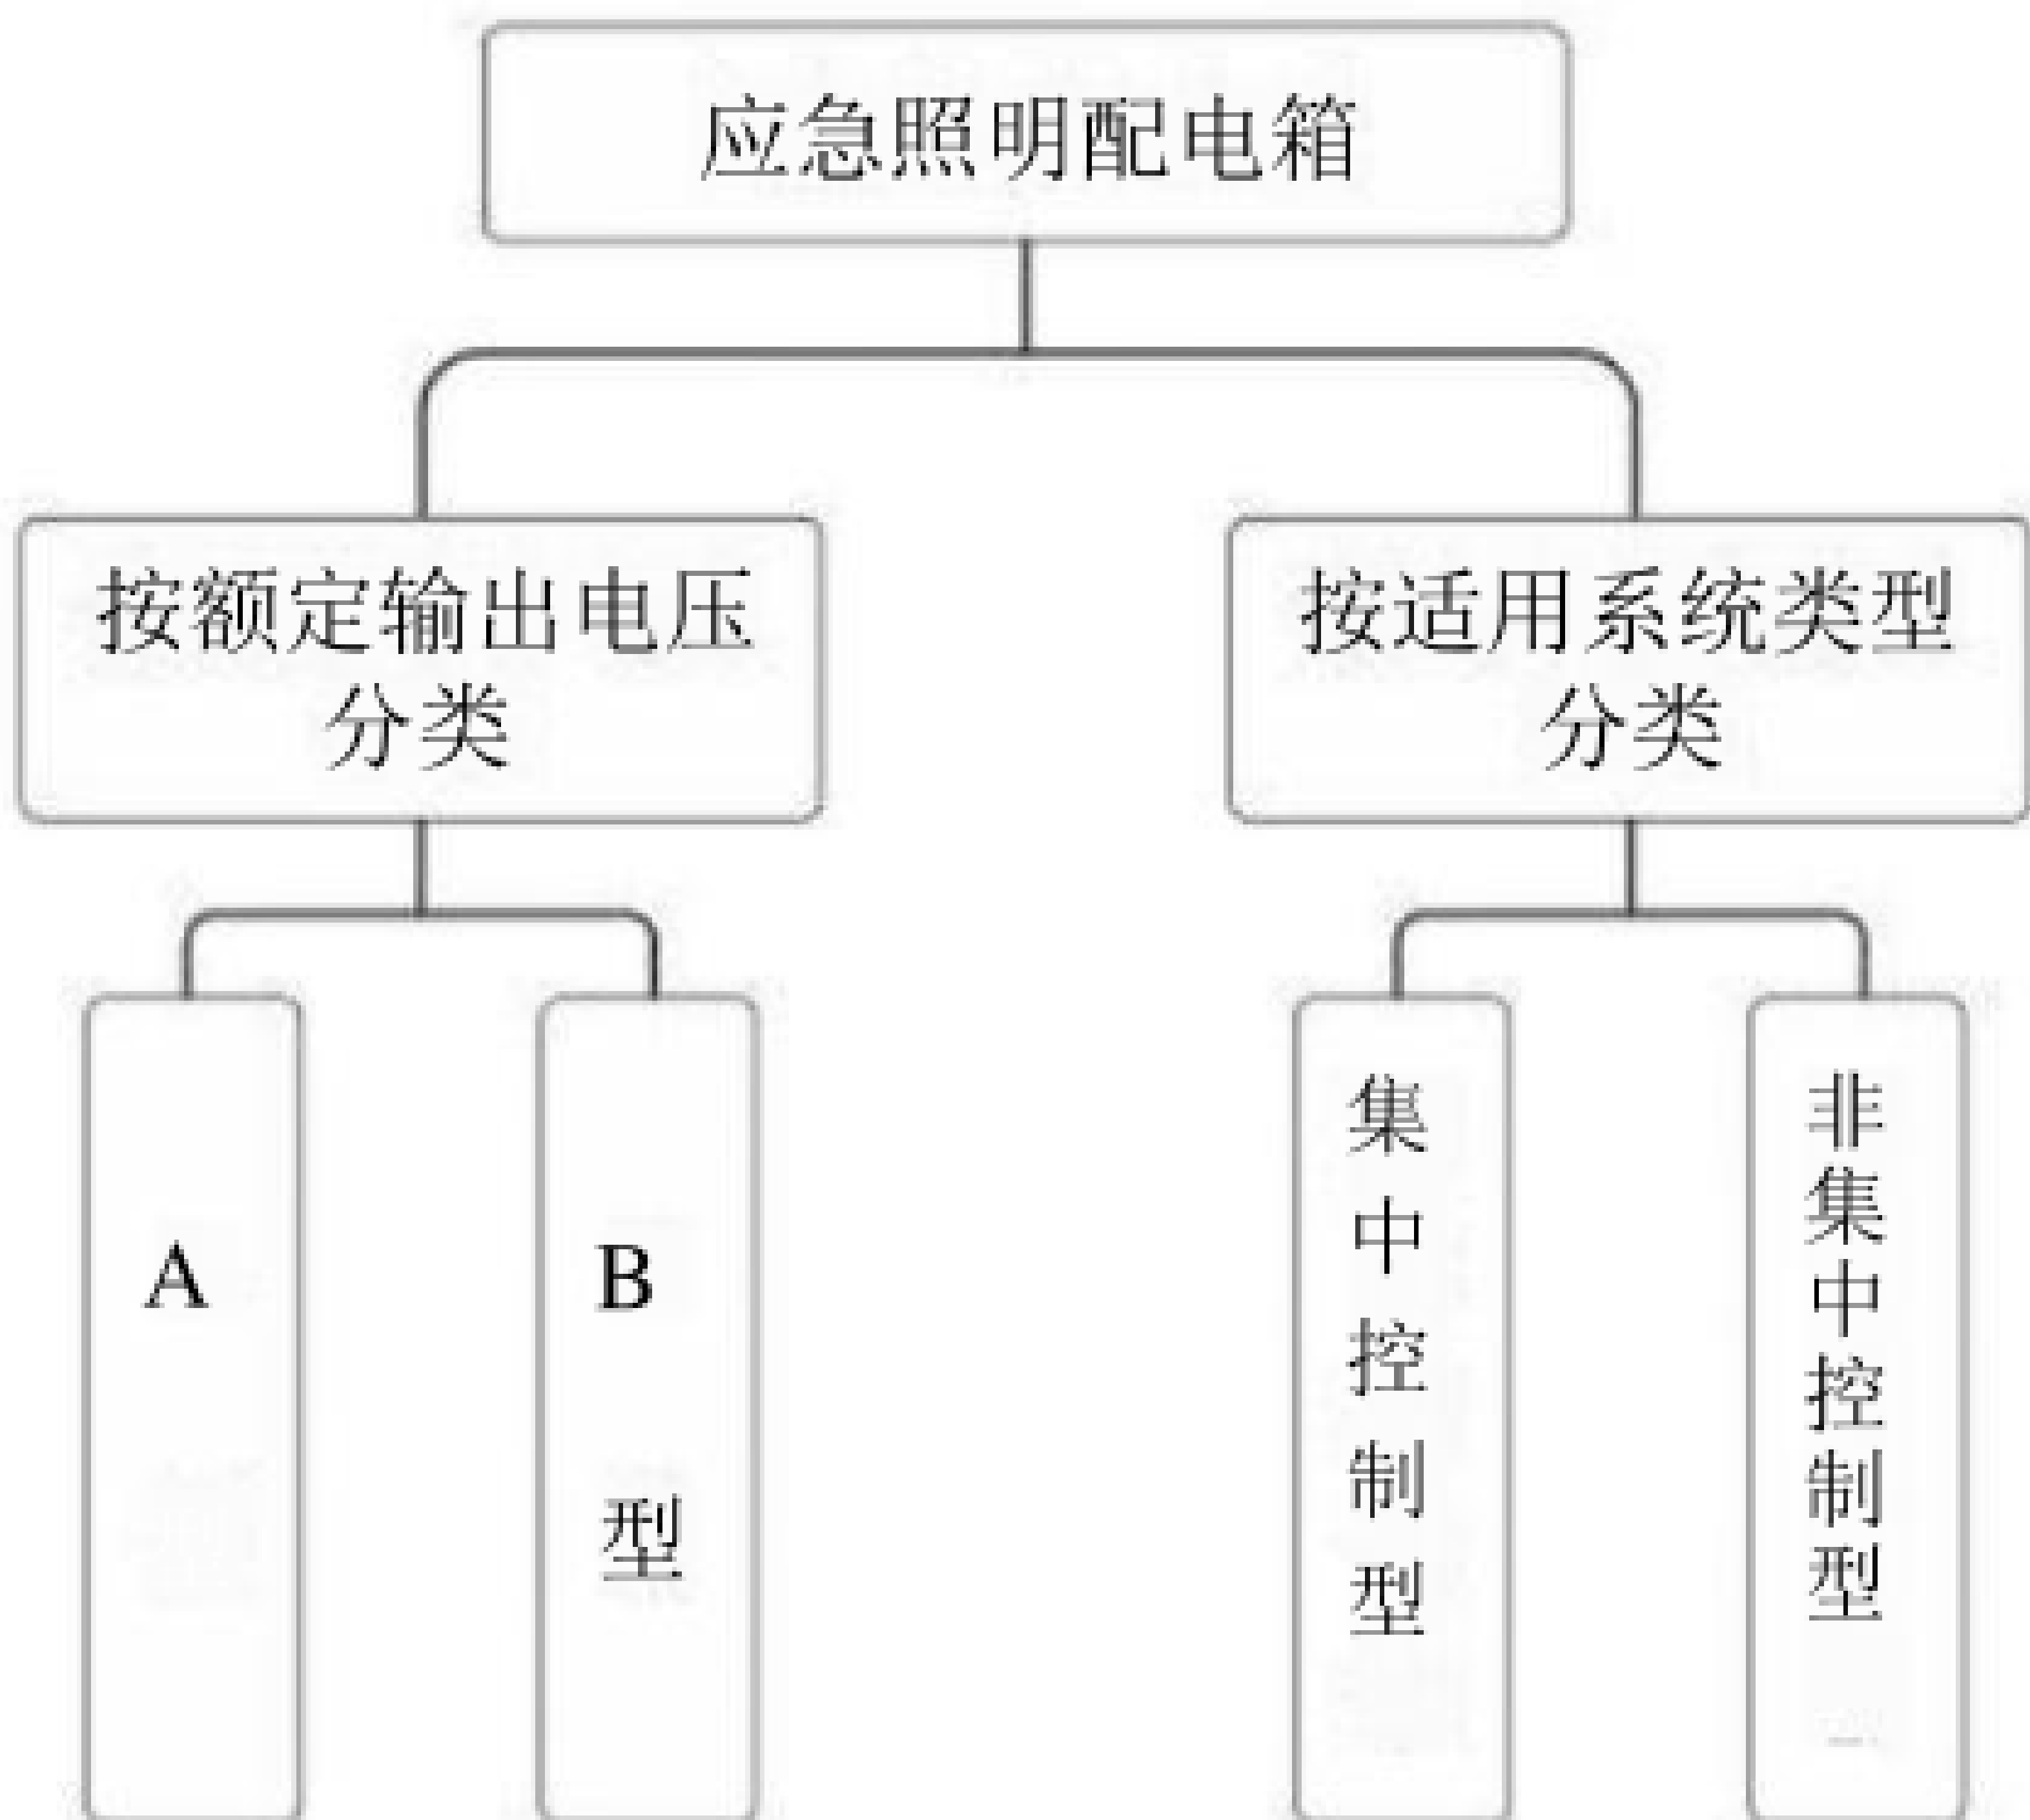 应急照明配电箱
按额定输出电压
分类
按适用系统类型
分类
A
B型
集中控制型
非集中控制型